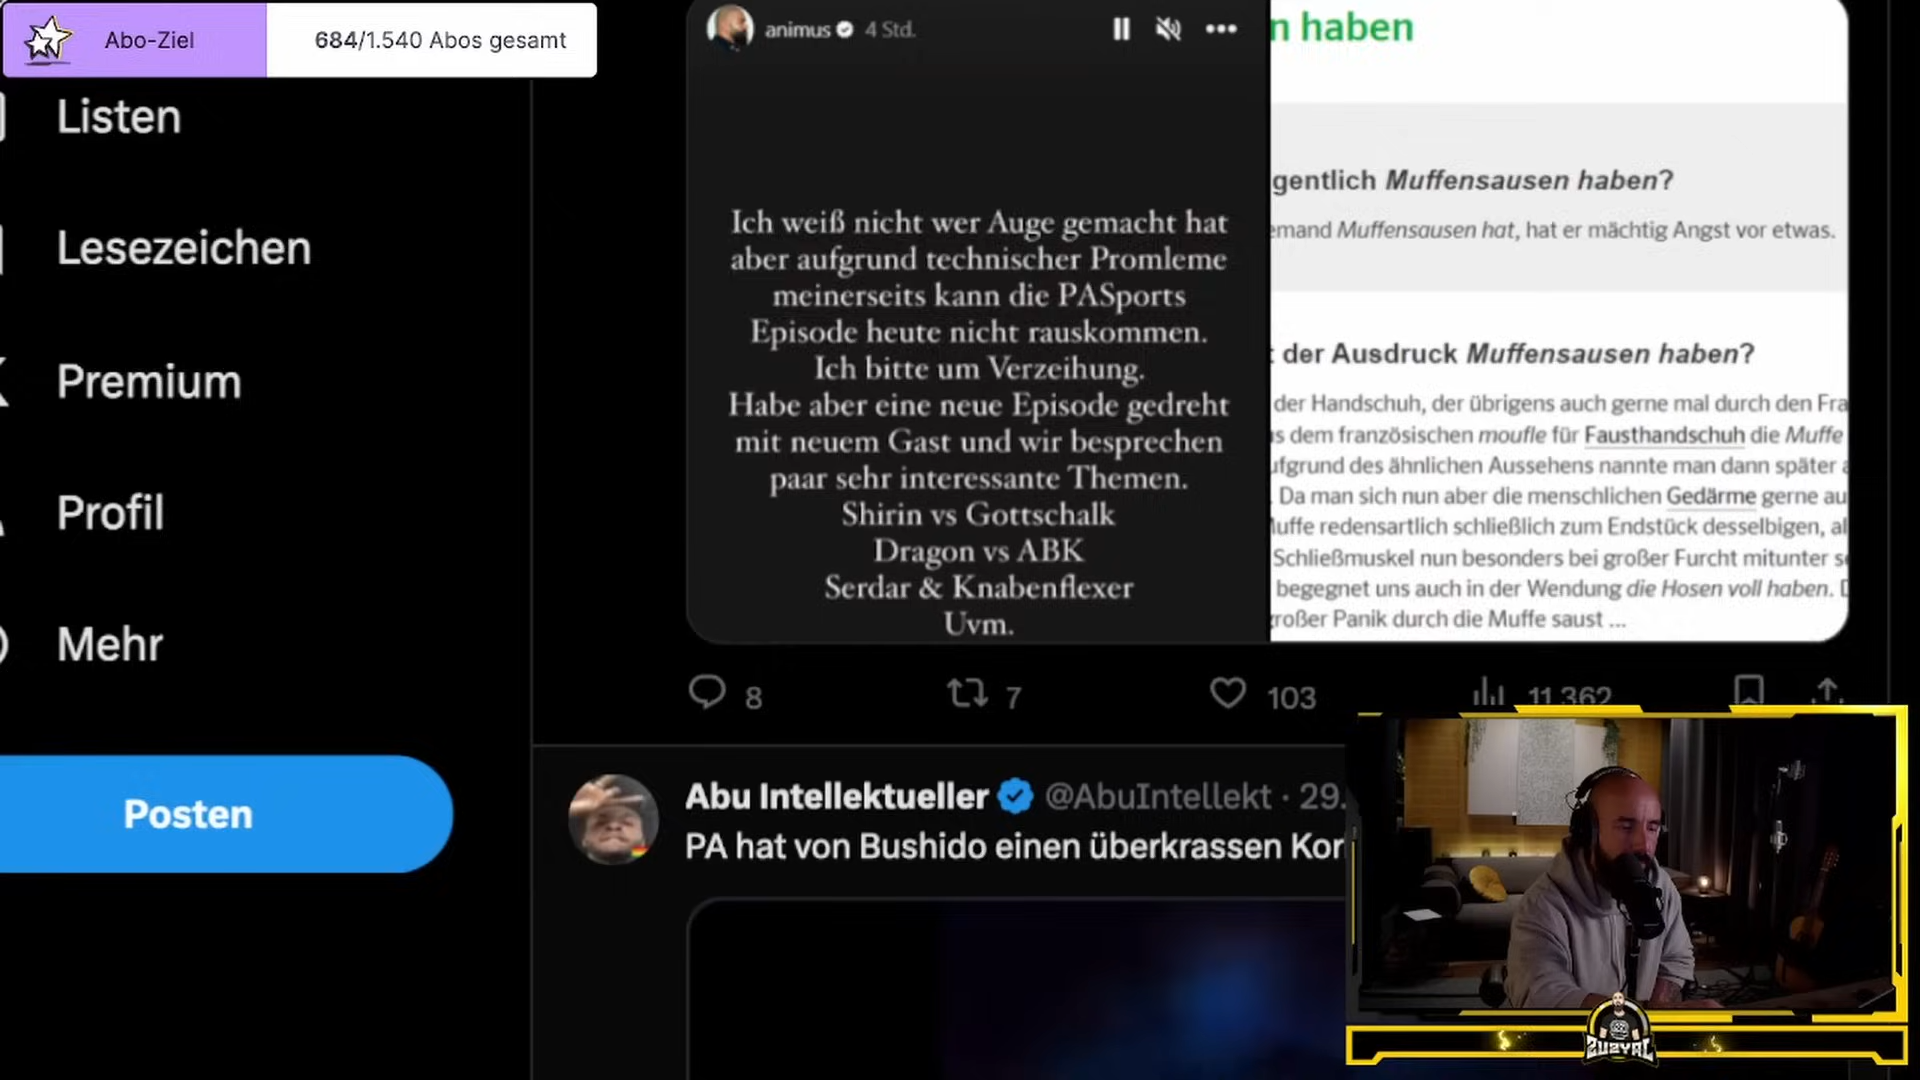 Abo-Ziel
684/1.540 Abos gesamt
Listen
Lesezeichen
Premium
Profil
Mehr
Posten
animus 4 Std.
Ich weiß nicht wer Auge gemacht hat
aber aufgrund technischer Promleme
meinerseits kann die PASports
Episode heute nicht rauskommen.
Ich bitte um Verzeihung.
Habe aber eine neue Episode gedreht
mit neuem Gast und wir besprechen
paar sehr interessante Themen.
Shirin vs Gottschalk
Dragon vs ABK
Serdar & Knabenflexer
Uvm.
n haben
gentlich Muffensausen haben?
emand Muffensausen hat, hat er mächtig Angst vor etwas.
der Ausdruck Muffensausen haben?
der Handschuh, der übrigens auch gerne mal durch den Fra
s dem französischen moufle für Fausthandschuh die Muffe
ufgrund des ähnlichen Aussehens nannte man dann später a
. Da man sich nun aber die menschlichen Gedärme gerne au
uffe redensartlich schließlich zum Endstück desselbigen, al
Schließmuskel nun besonders bei großer Furcht mitunter s
begegnet uns auch in der Wendung die Hosen voll haben. D
roßer Panik durch die Muffe saust ...
8 7 103 11.362
Abu Intellektueller @AbuIntellekt · 29.
PA hat von Bushido einen überkrassen Kor
ZUZYAL